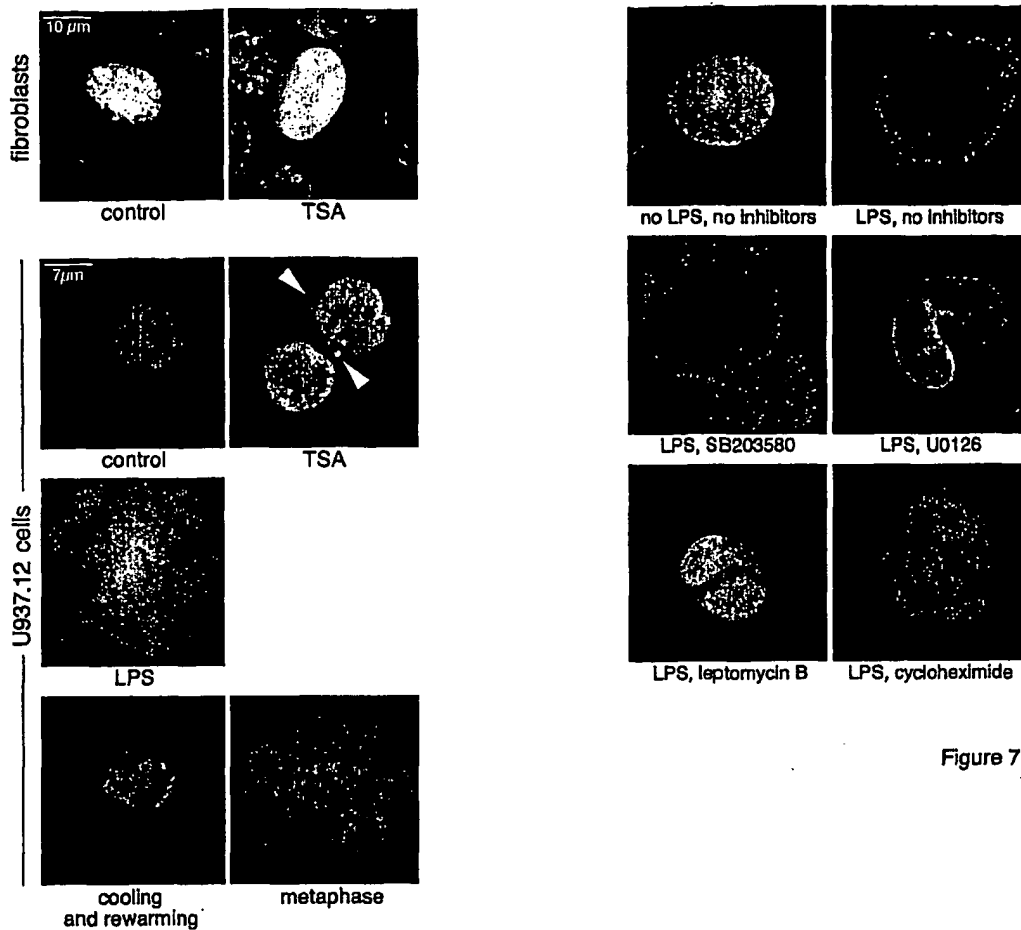 fibroblasts
10 µm
control
TSA
U937.12 cells
7µm
control
TSA
LPS
cooling
and rewarming
metaphase
no LPS, no inhibitors
LPS, no inhibitors
LPS, SB203580
LPS, U0126
LPS, leptomycin B
LPS, cycloheximide
Figure 7